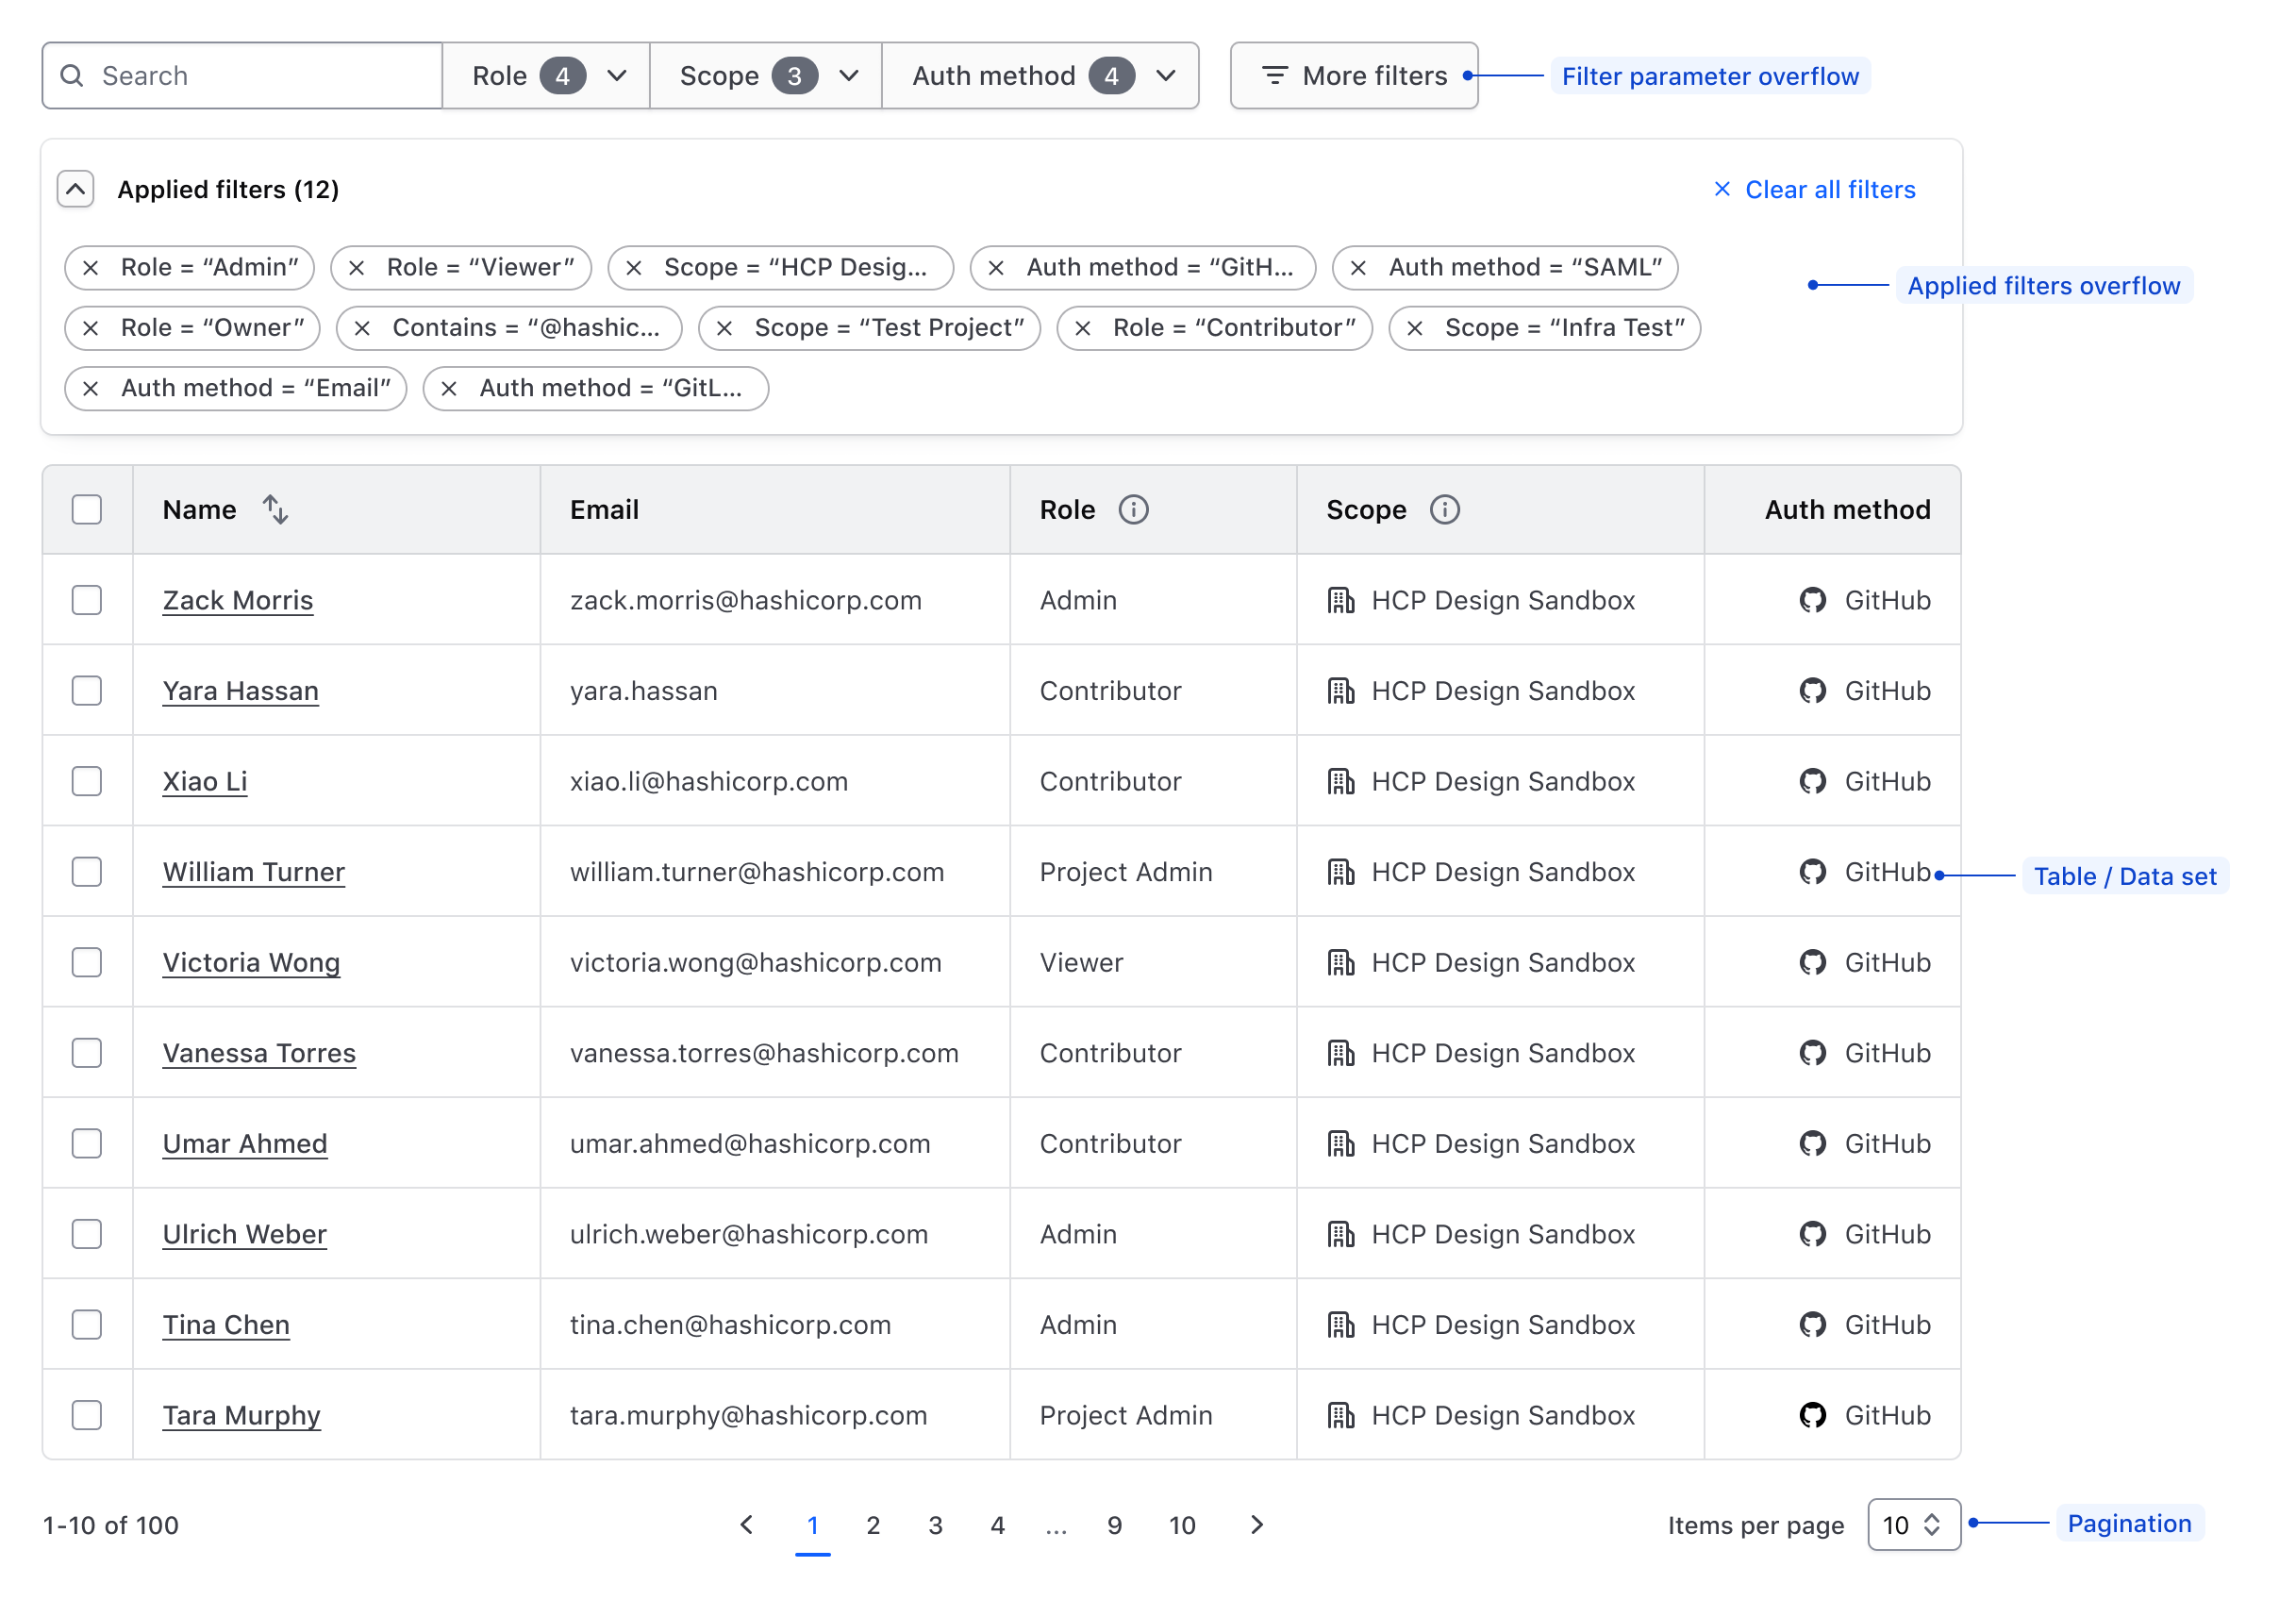 Search Role 4 Scope 3 Auth method 4 More filters Filter parameter overflow
Applied filters (12) Clear all filters
Role = “Admin” Role = “Viewer” Scope = “HCP Desig... Auth method = “GitH... Auth method = “SAML” Applied filters overflow
Role = “Owner” Contains = “@hashic... Scope = “Test Project” Role = “Contributor” Scope = “Infra Test”
Auth method = “Email” Auth method = “GitL...
Name Email Role Scope Auth method
Zack Morris zack.morris@hashicorp.com Admin HCP Design Sandbox GitHub
Yara Hassan yara.hassan Contributor HCP Design Sandbox GitHub
Xiao Li xiao.li@hashicorp.com Contributor HCP Design Sandbox GitHub
William Turner william.turner@hashicorp.com Project Admin HCP Design Sandbox GitHub Table / Data set
Victoria Wong victoria.wong@hashicorp.com Viewer HCP Design Sandbox GitHub
Vanessa Torres vanessa.torres@hashicorp.com Contributor HCP Design Sandbox GitHub
Umar Ahmed umar.ahmed@hashicorp.com Contributor HCP Design Sandbox GitHub
Ulrich Weber ulrich.weber@hashicorp.com Admin HCP Design Sandbox GitHub
Tina Chen tina.chen@hashicorp.com Admin HCP Design Sandbox GitHub
Tara Murphy tara.murphy@hashicorp.com Project Admin HCP Design Sandbox GitHub
1-10 of 100 1 2 3 4 ... 9 10 Items per page 10 Pagination